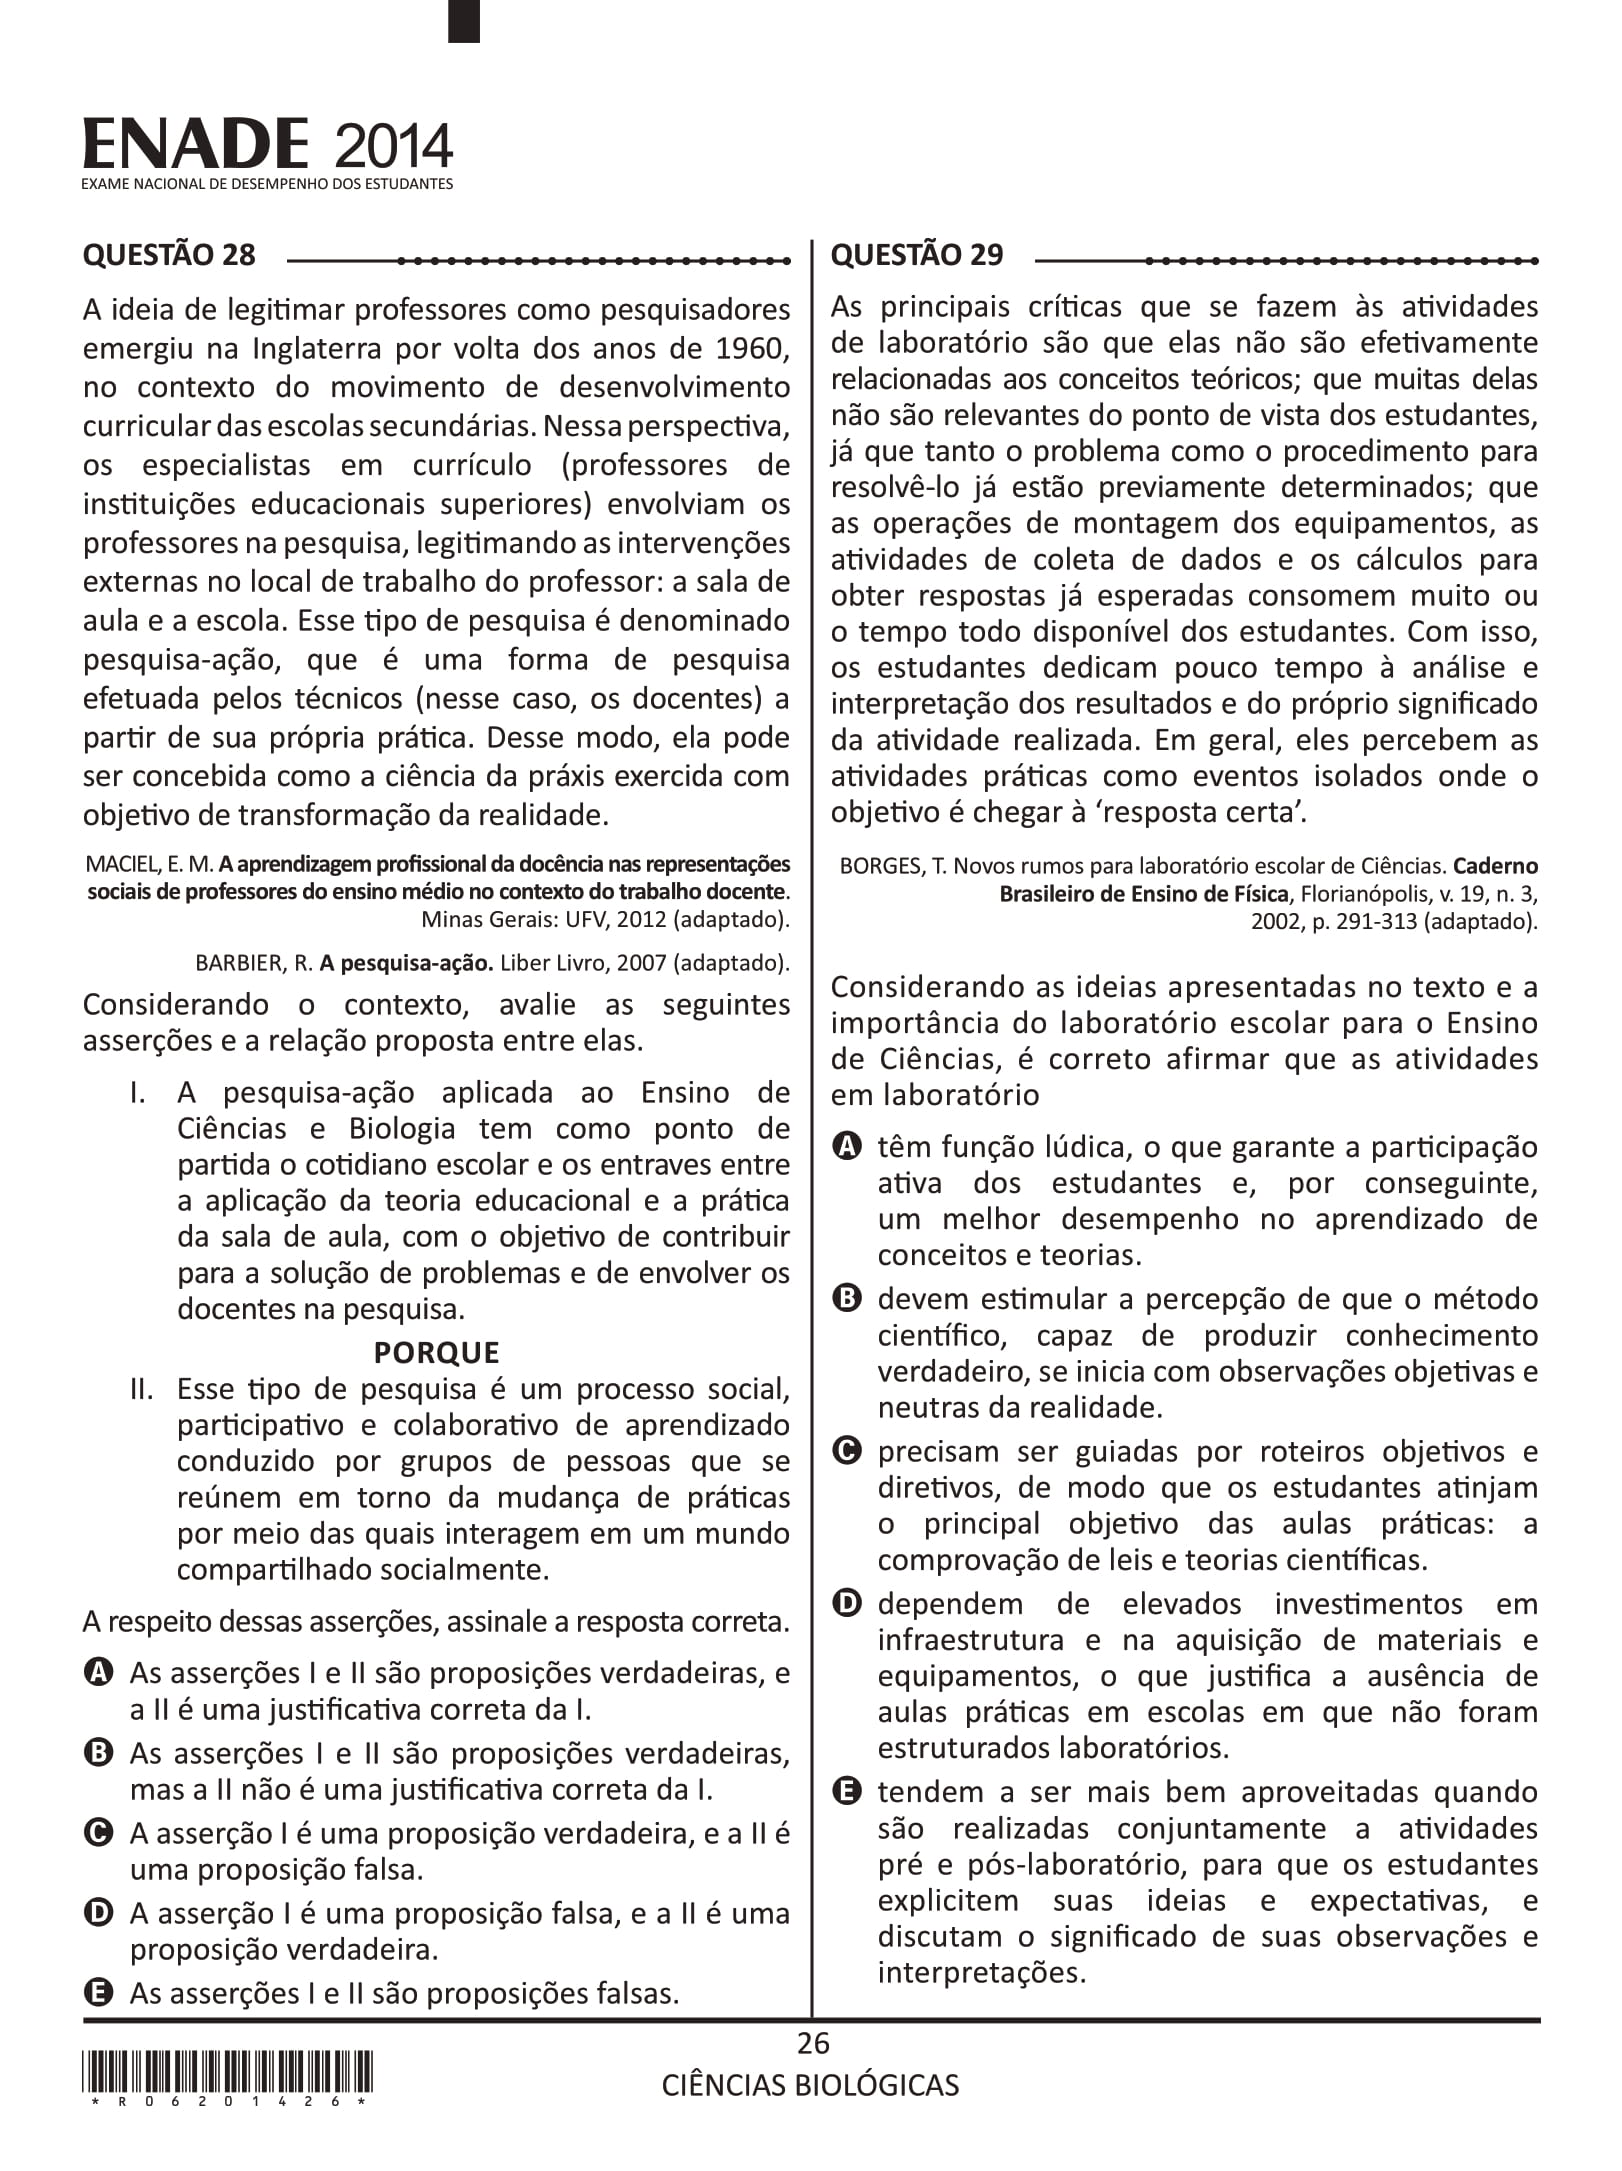 ENADE 2014
EXAME NACIONAL DE DESEMPENHO DOS ESTUDANTES
QUESTÃO 28
A ideia de legitimar professores como pesquisadores
emergiu na Inglaterra por volta dos anos de 1960,
no contexto do movimento de desenvolvimento
curricular das escolas secundárias. Nessa perspectiva,
os especialistas em currículo (professores de
instituições educacionais superiores) envolviam os
professores na pesquisa, legitimando as intervenções
externas no local de trabalho do professor: a sala de
aula e a escola. Esse tipo de pesquisa é denominado
pesquisa-ação, que é uma forma de pesquisa
efetuada pelos técnicos (nesse caso, os docentes) a
partir de sua própria prática. Desse modo, ela pode
ser concebida como a ciência da práxis exercida com
objetivo de transformação da realidade.
MACIEL, E. M. A aprendizagem profissional da docência nas representações
sociais de professores do ensino médio no contexto do trabalho docente.
Minas Gerais: UFV, 2012 (adaptado).
BARBIER, R. A pesquisa-ação. Liber Livro, 2007 (adaptado).
Considerando o contexto, avalie as seguintes
asserções e a relação proposta entre elas.
I. A pesquisa-ação aplicada ao Ensino de
Ciências e Biologia tem como ponto de
partida o cotidiano escolar e os entraves entre
a aplicação da teoria educacional e a prática
da sala de aula, com o objetivo de contribuir
para a solução de problemas e de envolver os
docentes na pesquisa.
PORQUE
II. Esse tipo de pesquisa é um processo social,
participativo e colaborativo de aprendizado
conduzido por grupos de pessoas que se
reúnem em torno da mudança de práticas
por meio das quais interagem em um mundo
compartilhado socialmente.
A respeito dessas asserções, assinale a resposta correta.
A As asserções I e II são proposições verdadeiras, e
a II é uma justificativa correta da I.
B As asserções I e II são proposições verdadeiras,
mas a II não é uma justificativa correta da I.
C A asserção I é uma proposição verdadeira, e a II é
uma proposição falsa.
D A asserção I é uma proposição falsa, e a II é uma
proposição verdadeira.
E As asserções I e II são proposições falsas.
QUESTÃO 29
As principais críticas que se fazem às atividades
de laboratório são que elas não são efetivamente
relacionadas aos conceitos teóricos; que muitas delas
não são relevantes do ponto de vista dos estudantes,
já que tanto o problema como o procedimento para
resolvê-lo já estão previamente determinados; que
as operações de montagem dos equipamentos, as
atividades de coleta de dados e os cálculos para
obter respostas já esperadas consomem muito ou
o tempo todo disponível dos estudantes. Com isso,
os estudantes dedicam pouco tempo à análise e
interpretação dos resultados e do próprio significado
da atividade realizada. Em geral, eles percebem as
atividades práticas como eventos isolados onde o
objetivo é chegar à ‘resposta certa’.
BORGES, T. Novos rumos para laboratório escolar de Ciências. Caderno
Brasileiro de Ensino de Física, Florianópolis, v. 19, n. 3,
2002, p. 291-313 (adaptado).
Considerando as ideias apresentadas no texto e a
importância do laboratório escolar para o Ensino
de Ciências, é correto afirmar que as atividades
em laboratório
A têm função lúdica, o que garante a participação
ativa dos estudantes e, por conseguinte,
um melhor desempenho no aprendizado de
conceitos e teorias.
B devem estimular a percepção de que o método
científico, capaz de produzir conhecimento
verdadeiro, se inicia com observações objetivas e
neutras da realidade.
C precisam ser guiadas por roteiros objetivos e
diretivos, de modo que os estudantes atinjam
o principal objetivo das aulas práticas: a
comprovação de leis e teorias científicas.
D dependem de elevados investimentos em
infraestrutura e na aquisição de materiais e
equipamentos, o que justifica a ausência de
aulas práticas em escolas em que não foram
estruturados laboratórios.
E tendem a ser mais bem aproveitadas quando
são realizadas conjuntamente a atividades
pré e pós-laboratório, para que os estudantes
explicitem suas ideias e expectativas, e
discutam o significado de suas observações e
interpretações.
26
CIÊNCIAS BIOLÓGICAS
*R06201426*